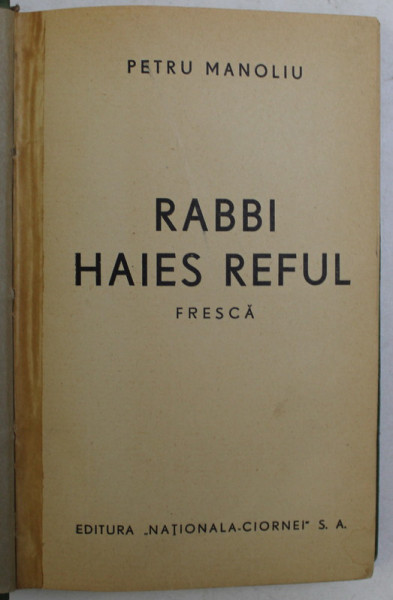 PETRU MANOLIU
RABBI
HAIES REFUL
FRESCĂ
EDITURA „NAȚIONALA-CIORNEI” S. A.